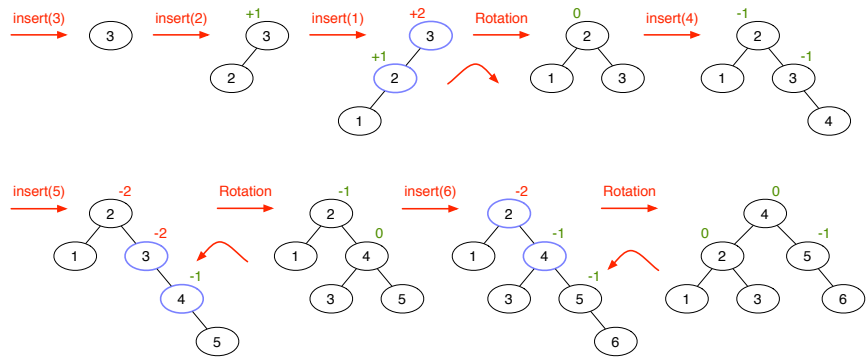 insert(3) insert(2) +1 insert(1) +2 Rotation 0 insert(4) -1
3 3 3 2 2
+1 -1
2 2 1 3 1 3
1 4
insert(5) -2 Rotation -1 insert(6) -2 Rotation 0
2 2 2 4
-2 0 -1 0 -1
1 3 1 4 1 4 2 5
-1 -1
4 3 5 3 5 1 3 6
5 6